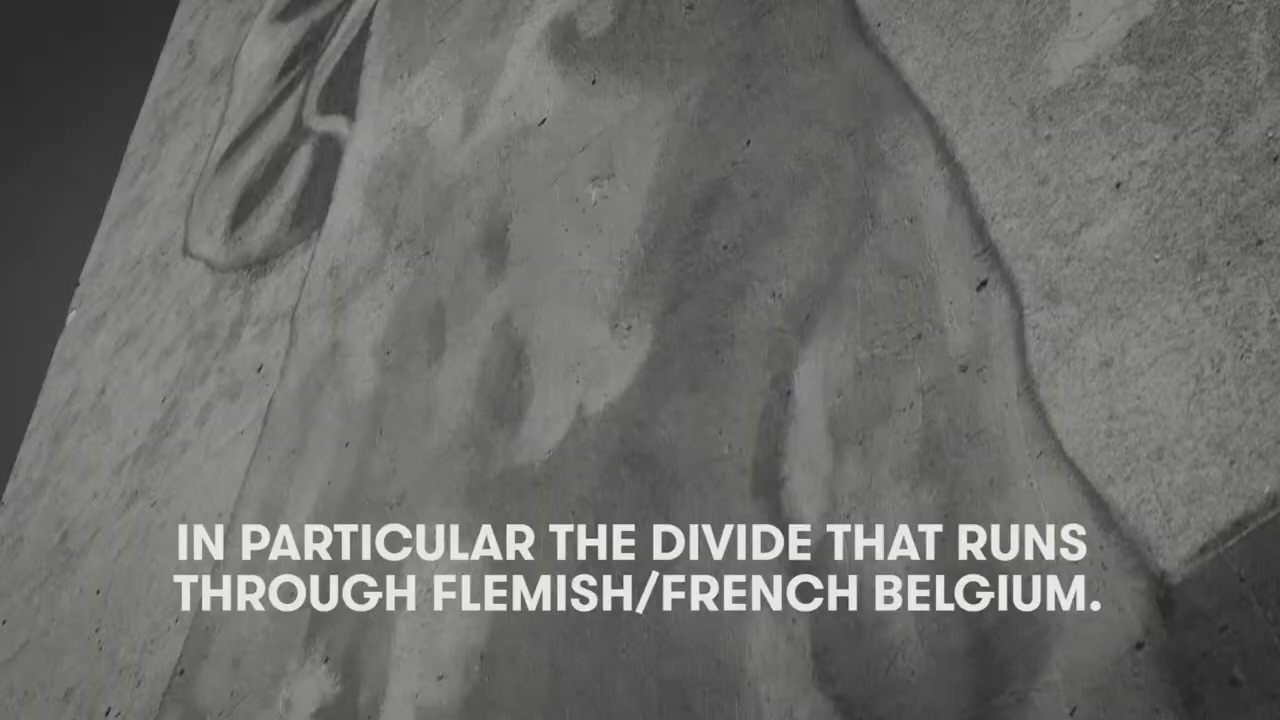 IN PARTICULAR THE DIVIDE THAT RUNS
THROUGH FLEMISH/FRENCH BELGIUM.